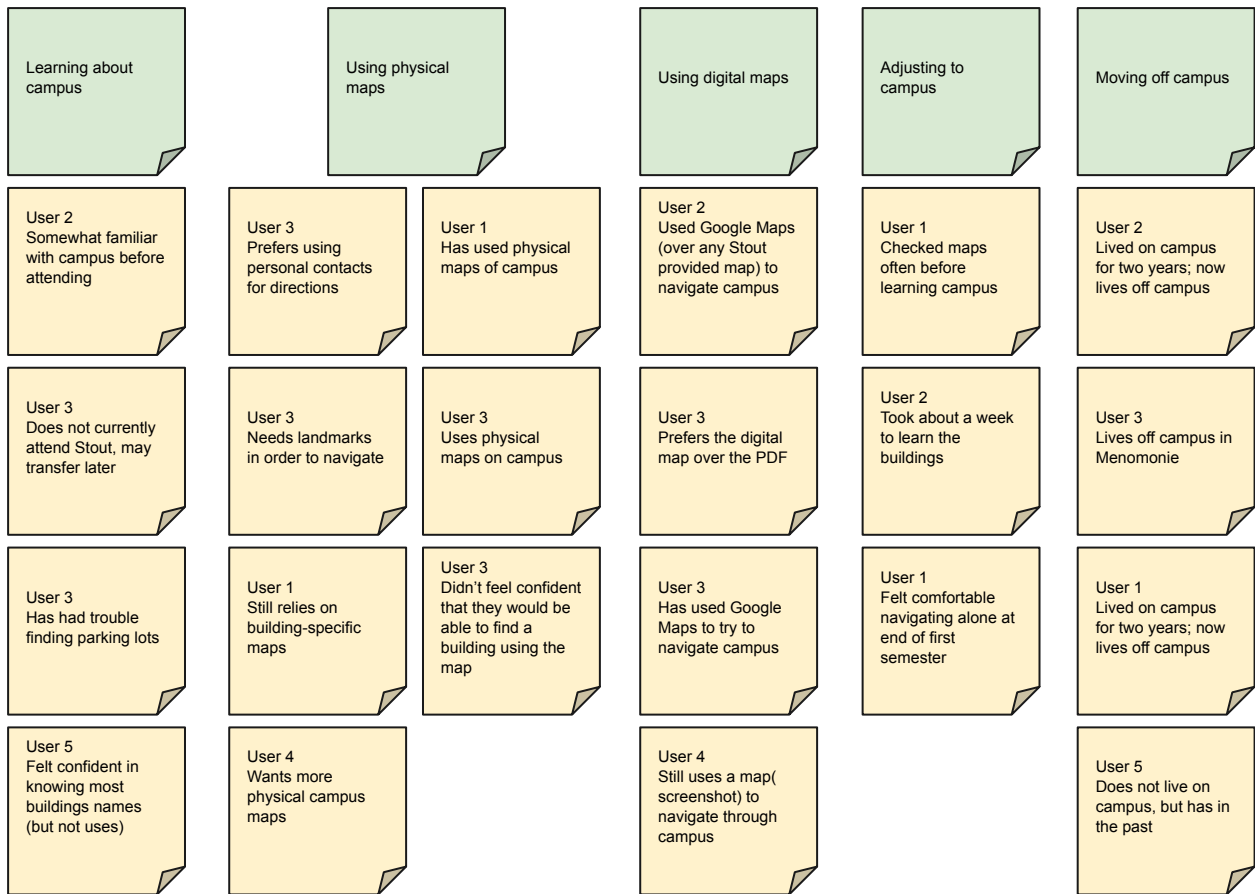 Learning about
campus
Using physical
maps
Using digital maps
Adjusting to
campus
Moving off campus
User 2
Somewhat familiar
with campus before
attending
User 3
Prefers using
personal contacts
for directions
User 1
Has used physical
maps of campus
User 2
Used Google Maps
(over any Stout
provided map) to
navigate campus
User 1
Checked maps
often before
learning campus
User 2
Lived on campus
for two years; now
lives off campus
User 3
Does not currently
attend Stout, may
transfer later
User 3
Needs landmarks
in order to navigate
User 3
Uses physical
maps on campus
User 3
Prefers the digital
map over the PDF
User 2
Took about a week
to learn the
buildings
User 3
Lives off campus in
Menomonie
User 3
Has had trouble
finding parking lots
User 1
Still relies on
building-specific
maps
User 3
Didn’t feel confident
that they would be
able to find a
building using the
map
User 3
Has used Google
Maps to try to
navigate campus
User 1
Felt comfortable
navigating alone at
end of first
semester
User 1
Lived on campus
for two years; now
lives off campus
User 5
Felt confident in
knowing most
buildings names
(but not uses)
User 4
Wants more
physical campus
maps
User 4
Still uses a map(
screenshot) to
navigate through
campus
User 5
Does not live on
campus, but has in
the past